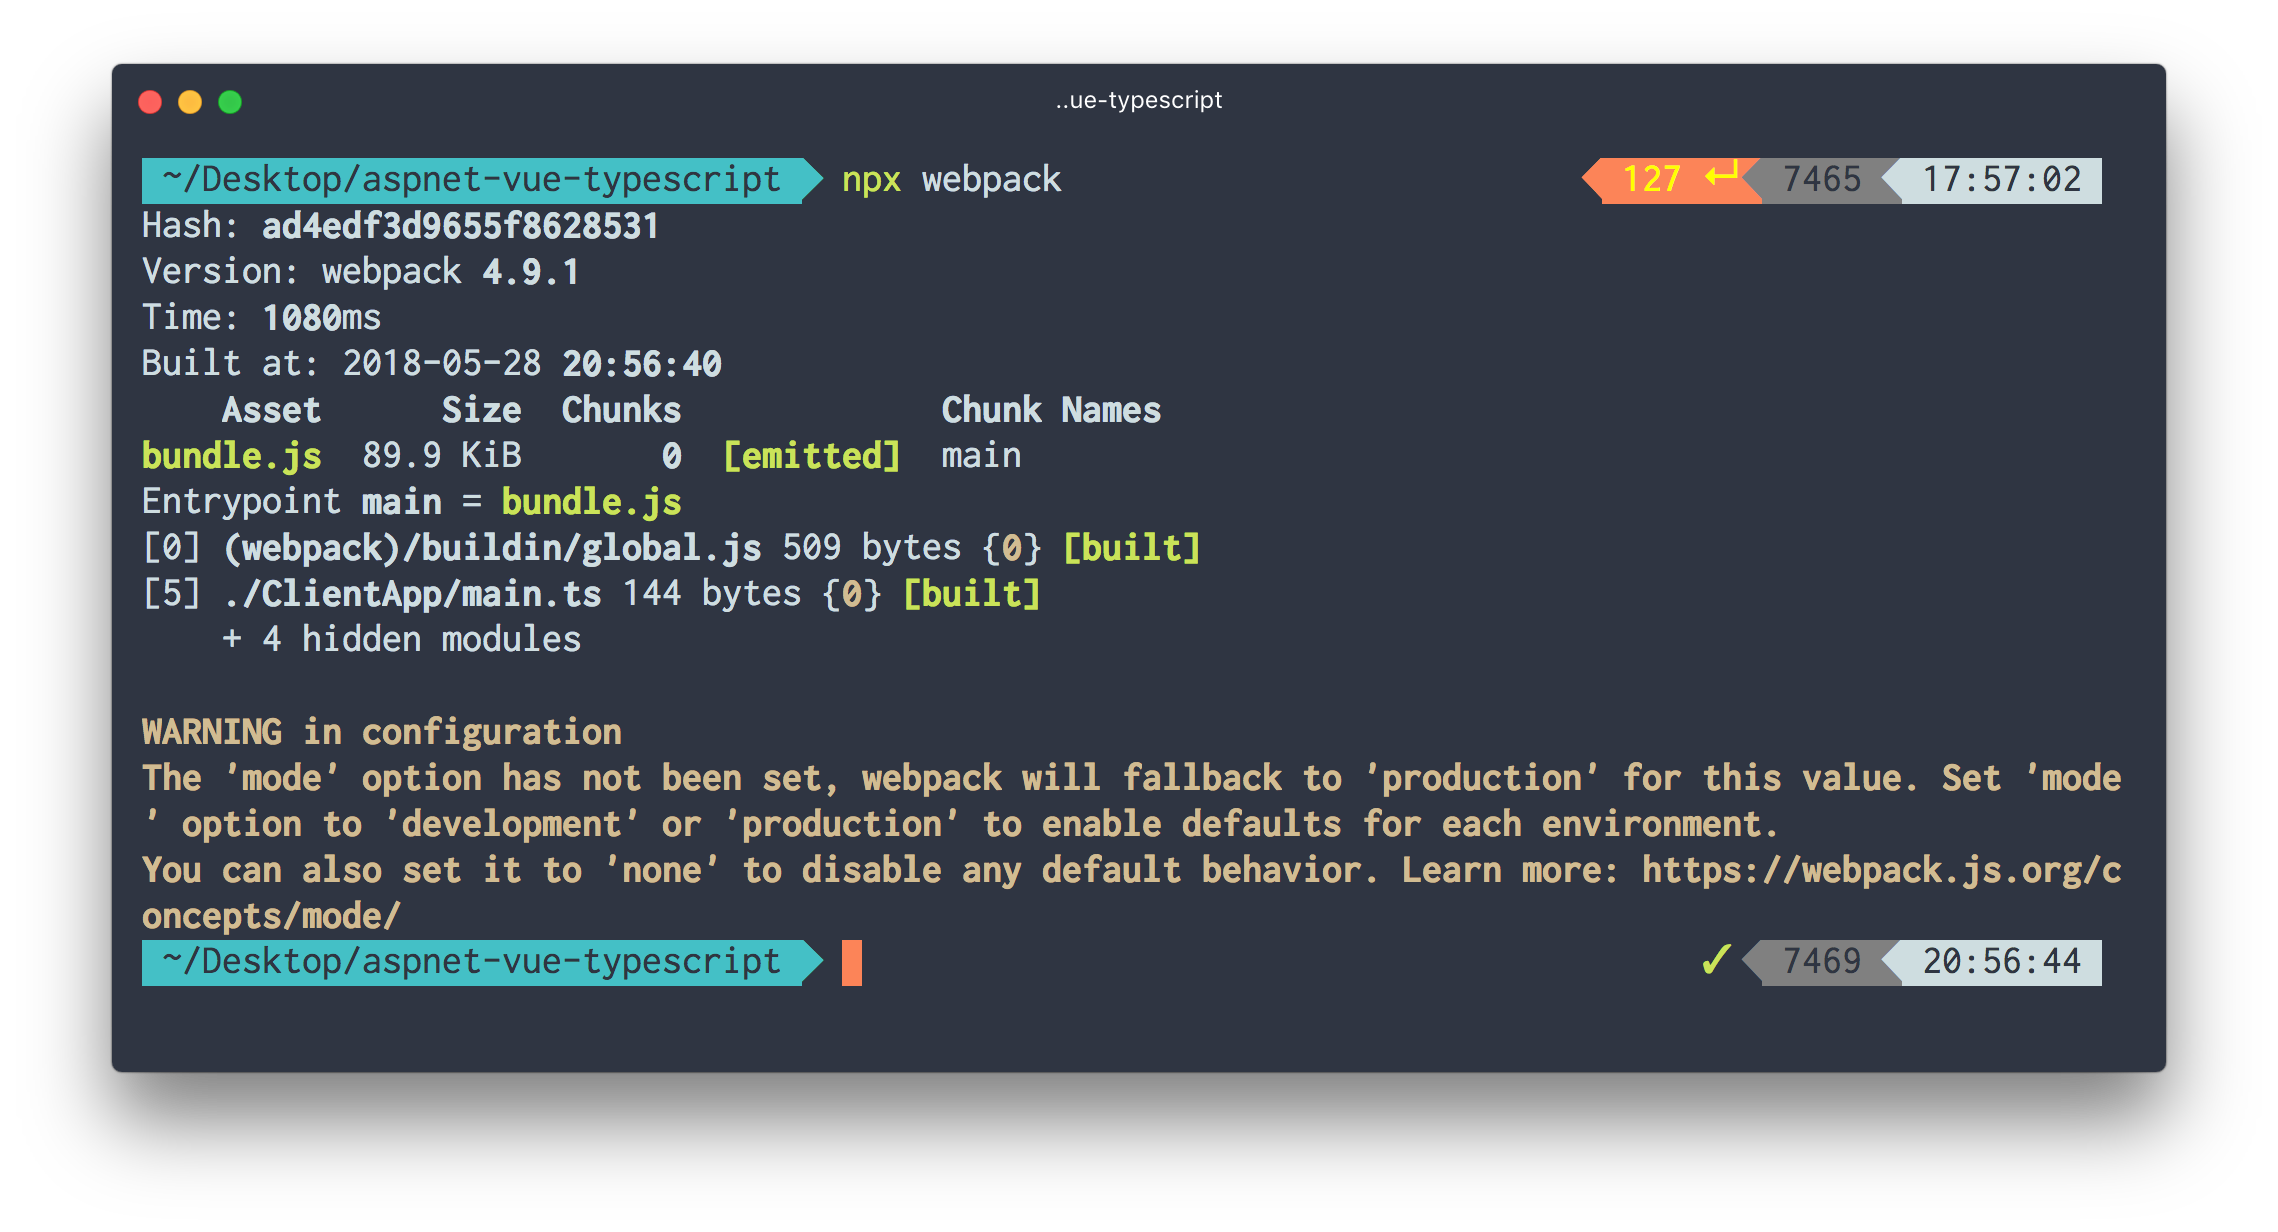 ..ue-typescript
~/Desktop/aspnet-vue-typescript npx webpack 127 ↵ 7465 17:57:02
Hash: ad4edf3d9655f8628531
Version: webpack 4.9.1
Time: 1080ms
Built at: 2018-05-28 20:56:40
Asset Size Chunks Chunk Names
bundle.js 89.9 KiB 0 [emitted] main
Entrypoint main = bundle.js
[0] (webpack)/buildin/global.js 509 bytes {0} [built]
[5] ./ClientApp/main.ts 144 bytes {0} [built]
+ 4 hidden modules
WARNING in configuration
The 'mode' option has not been set, webpack will fallback to 'production' for this value. Set 'mode
' option to 'development' or 'production' to enable defaults for each environment.
You can also set it to 'none' to disable any default behavior. Learn more: https://webpack.js.org/c
oncepts/mode/
~/Desktop/aspnet-vue-typescript ✓ 7469 20:56:44